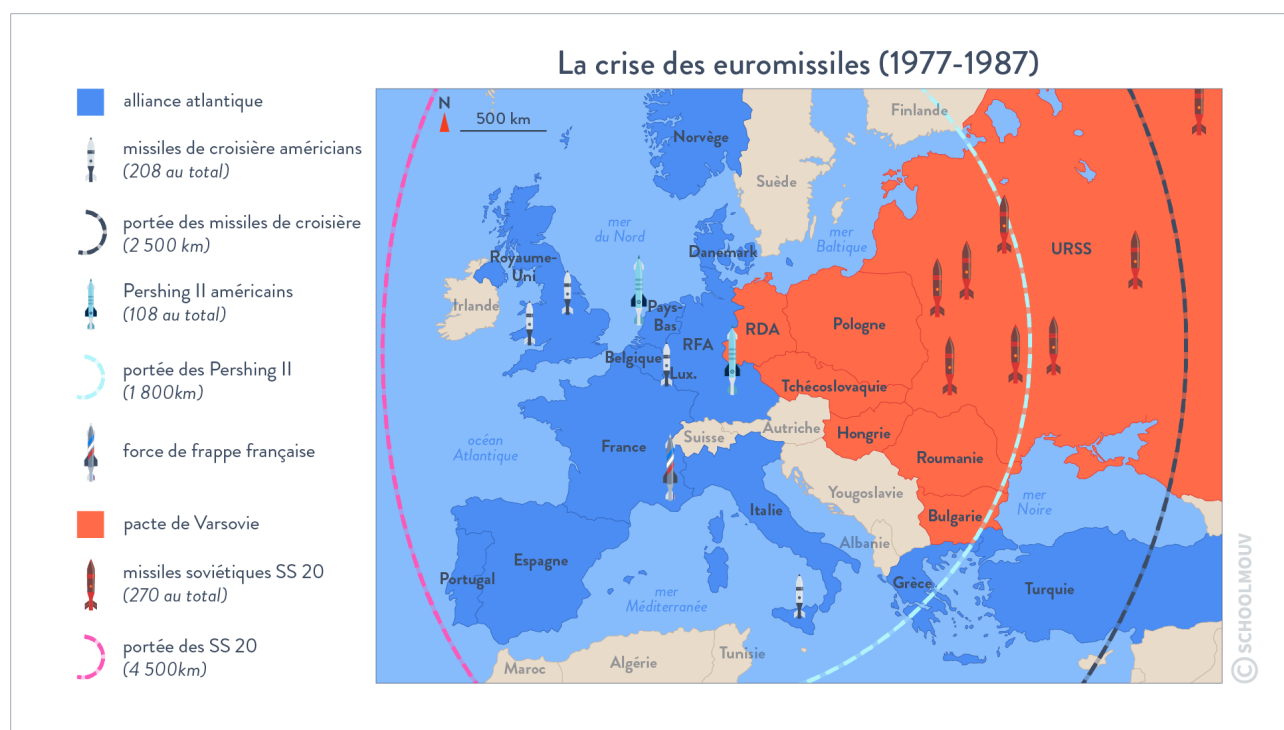 La crise des euromissiles (1977-1987)
alliance atlantique
missiles de croisière américians
(208 au total)
portée des missiles de croisière
(2 500 km)
Pershing II américains
(108 au total)
portée des Pershing II
(1 800km)
force de frappe française
pacte de Varsovie
missiles soviétiques SS 20
(270 au total)
portée des SS 20
(4 500km)
N
500 km
Norvège
Finlande
Suède
mer
du Nord
mer
Baltique
Danemark
URSS
Royaume-
Uni
Irlande
Pays-
Bas
RDA
Pologne
RFA
Belgique
Lux.
Tchécoslovaquie
océan
Atlantique
France
Suisse
Autriche
Hongrie
Roumanie
Yougoslavie
mer
Noire
Italie
Bulgarie
Albanie
Espagne
Portugal
Grèce
Turquie
mer
Méditerranée
Maroc
Algérie
Tunisie
© SCHOOLMOUV